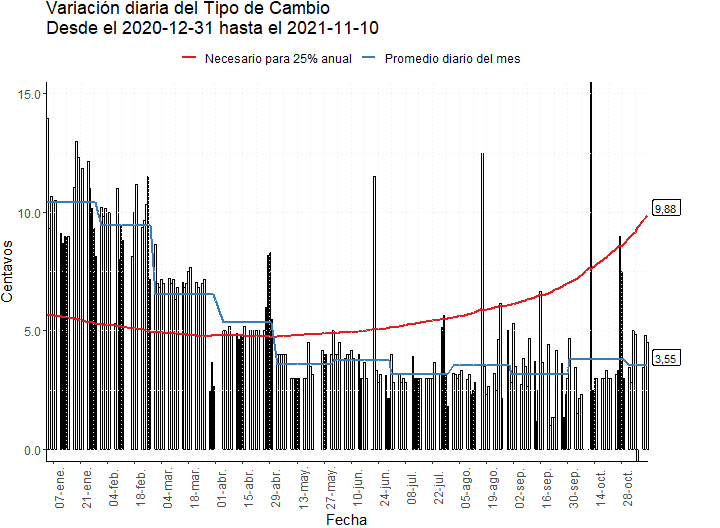 Variación diaria del Tipo de Cambio
Desde el 2020-12-31 hasta el 2021-11-10
Necesario para 25% anual
Promedio diario del mes
Centavos
15.0
10.0
5.0
0.0
9,88
3,55
07-ene.
21-ene.
04-feb.
18-feb.
04-mar.
18-mar.
01-abr.
15-abr.
29-abr.
13-may.
27-may.
10-jun.
24-jun.
08-jul.
22-jul.
05-ago.
19-ago.
02-sep.
16-sep.
30-sep.
14-oct.
28-oct.
Fecha